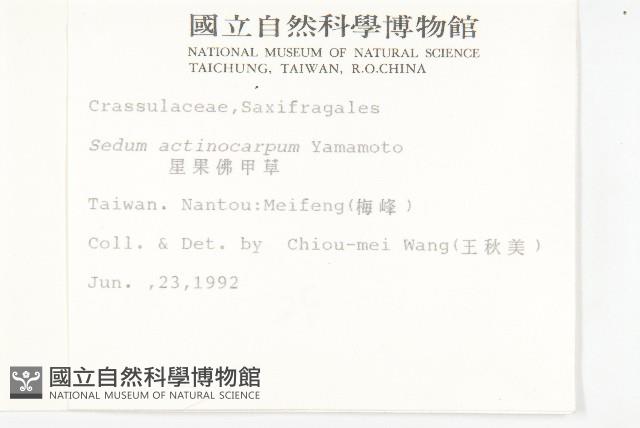 國立自然科學博物館
NATIONAL MUSEUM OF NATURAL SCIENCE
TAICHUNG, TAIWAN, R.O.CHINA
Crassulaceae,Saxifragales
Sedum actinocarpum Yamamoto
星果佛甲草
Taiwan. Nantou:Meifeng(梅峰)
Coll. & Det. by Chiou-mei Wang(王秋美)
Jun. ,23,1992
國立自然科學博物館
NATIONAL MUSEUM OF NATURAL SCIENCE